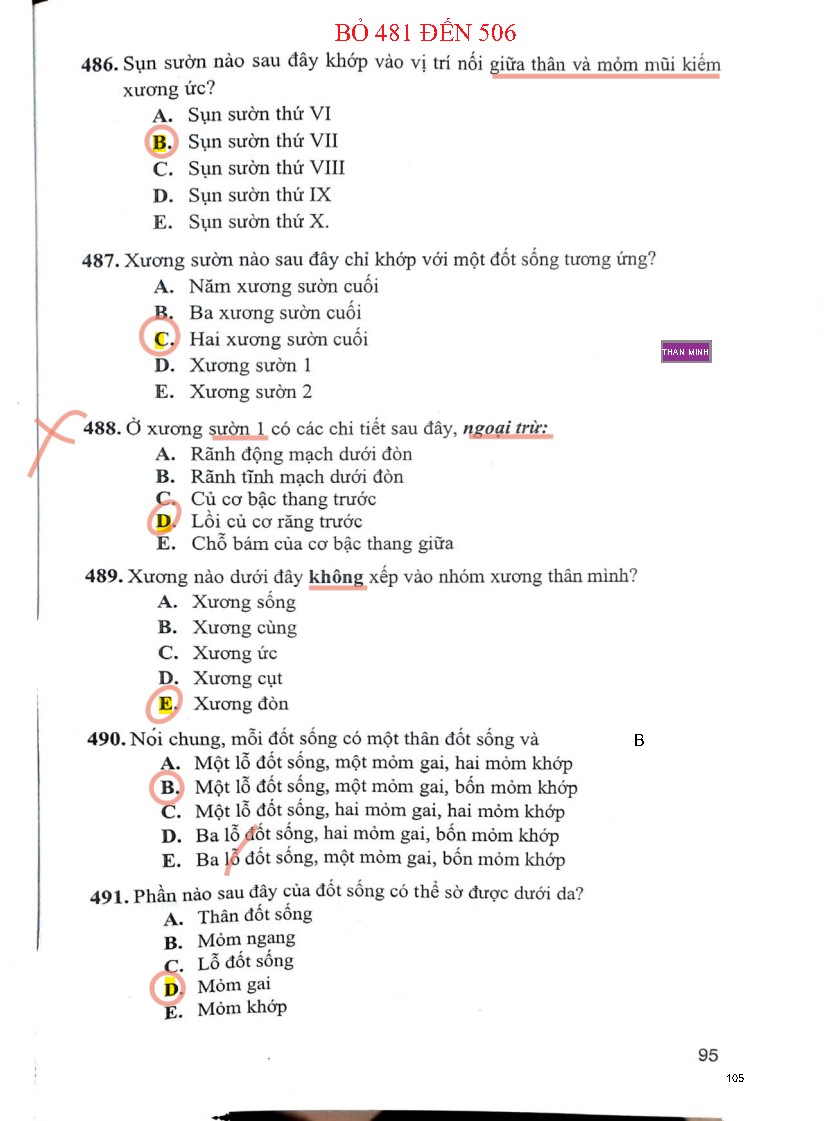 BỎ 481 ĐẾN 506
486. Sụn sườn nào sau đây khớp vào vị trí nối giữa thân và mỏm mũi kiếm
xương ức?
A. Sụn sườn thứ VI
B. Sụn sườn thứ VII
C. Sụn sườn thứ VIII
D. Sụn sườn thứ IX
E. Sụn sườn thứ X.
487. Xương sườn nào sau đây chỉ khớp với một đốt sống tương ứng?
A. Năm xương sườn cuối
B. Ba xương sườn cuối
C. Hai xương sườn cuối
THAN MINH
D. Xương sườn 1
E. Xương sườn 2
488. Ở xương sườn 1 có các chi tiết sau đây, ngoại trừ:
A. Rãnh động mạch dưới đòn
B. Rãnh tĩnh mạch dưới đòn
C. Củ cơ bậc thang trước
D. Lồi củ cơ răng trước
E. Chỗ bám của cơ bậc thang giữa
489. Xương nào dưới đây không xếp vào nhóm xương thân mình?
A. Xương sống
B. Xương cùng
C. Xương ức
D. Xương cụt
E. Xương đòn
490. Nói chung, mỗi đốt sống có một thân đốt sống và B
A. Một lỗ đốt sống, một mỏm gai, hai mỏm khớp
B. Một lỗ đốt sống, một mỏm gai, bốn mỏm khớp
C. Một lỗ đốt sống, hai mỏm gai, hai mỏm khớp
D. Ba lỗ đốt sống, hai mỏm gai, bốn mỏm khớp
E. Ba lỗ đốt sống, một mỏm gai, bốn mỏm khớp
491. Phần nào sau đây của đốt sống có thể sờ được dưới da?
A. Thân đốt sống
B. Mỏm ngang
C. Lỗ đốt sống
D. Mỏm gai
E. Mỏm khớp
95
105